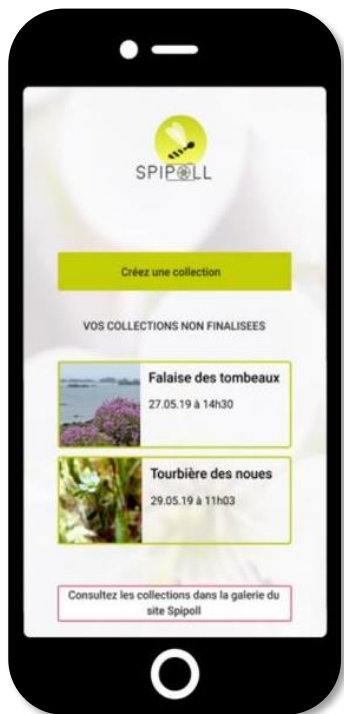 SPIPOLL
Créez une collection
VOS COLLECTIONS NON FINALISEES
Falaise des tombeaux
27.05.19 à 14h30
Tourbière des noues
29.05.19 à 11h03
Consultez les collections dans la galerie du
site Spipoll